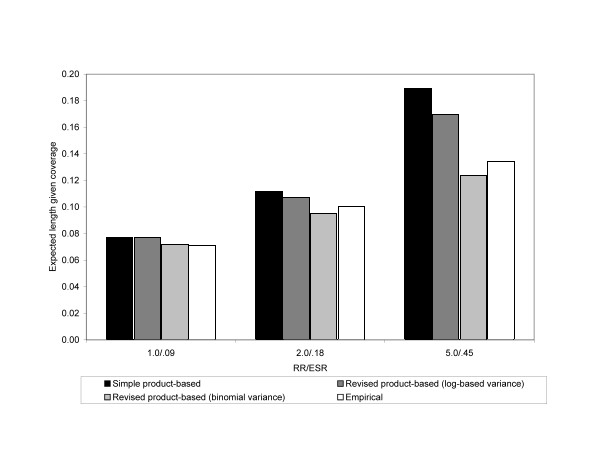 0.20
0.18
0.16
0.14
0.12
0.10
0.08
0.06
0.04
0.02
0.00
Expected length given coverage
1.0/.09 2.0/.18 5.0/.45
RR/ESR
Simple product-based Revised product-based (log-based variance)
Revised product-based (binomial variance) Empirical